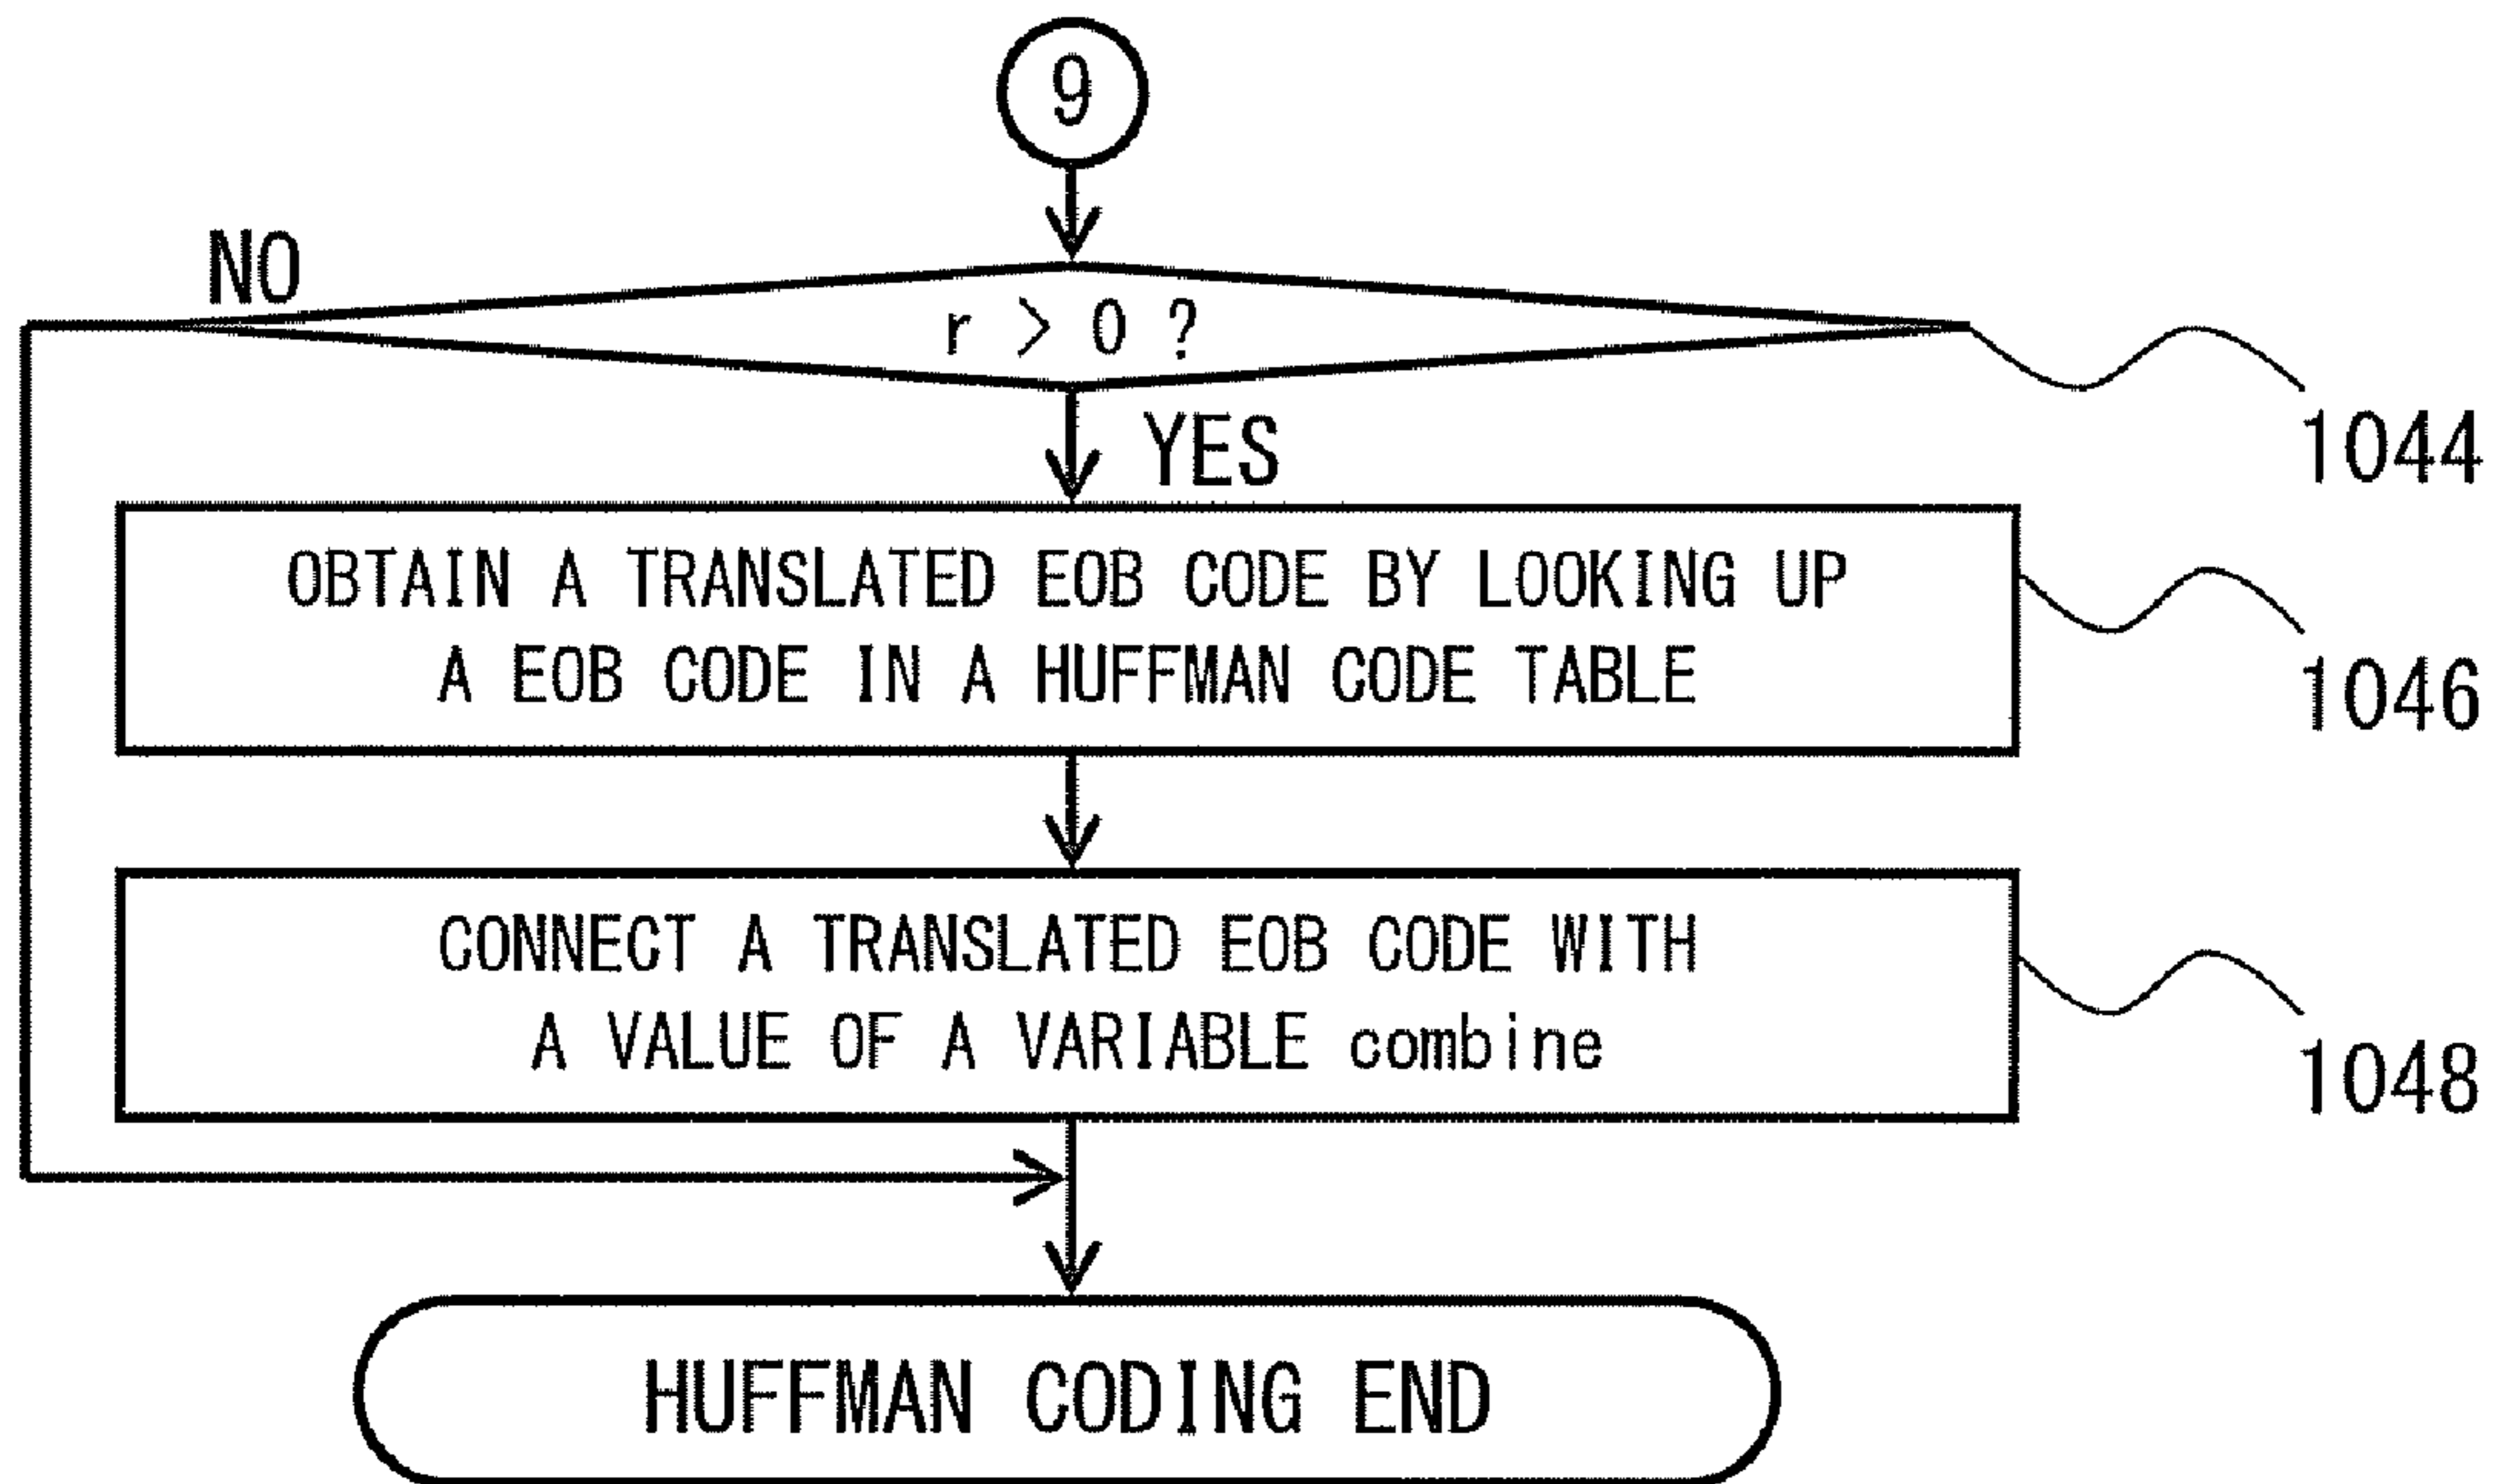 9
NO
r > 0 ?
YES
1044
OBTAIN A TRANSLATED EOB CODE BY LOOKING UP
A EOB CODE IN A HUFFMAN CODE TABLE
1046
CONNECT A TRANSLATED EOB CODE WITH
A VALUE OF A VARIABLE combine
1048
HUFFMAN CODING END